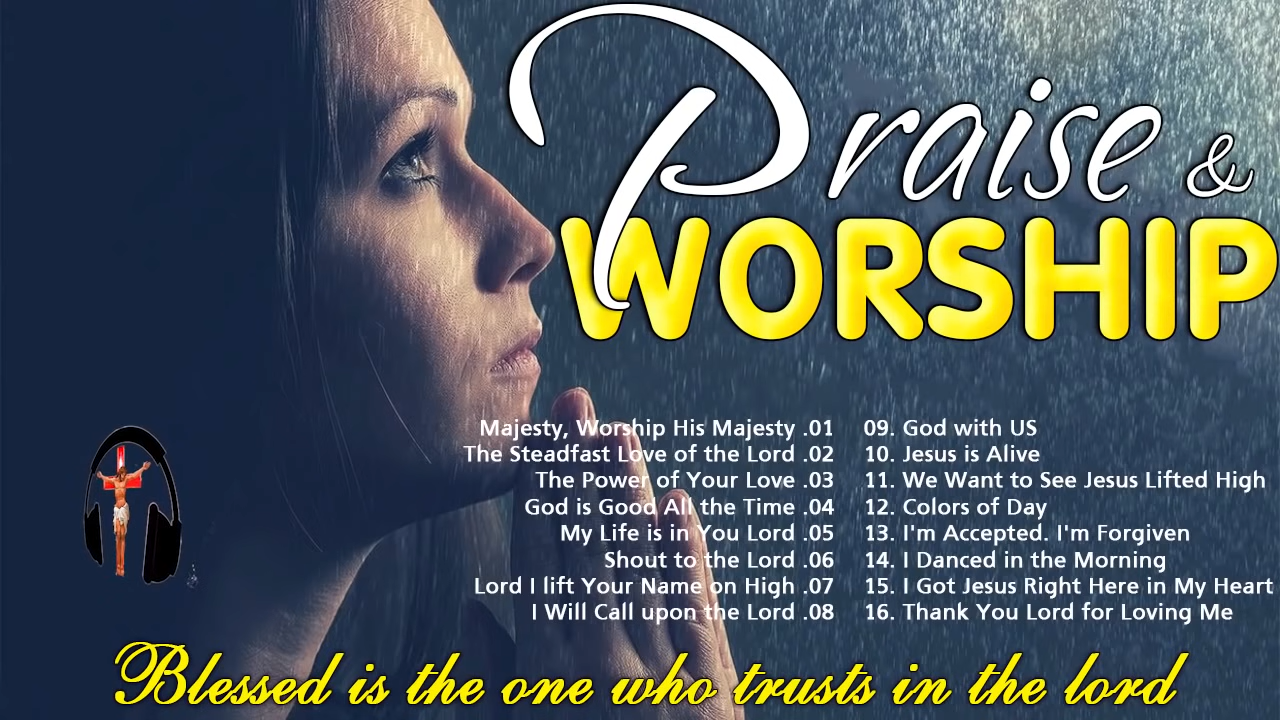 Praise &
WORSHIP
Majesty, Worship His Majesty .01
The Steadfast Love of the Lord .02
The Power of Your Love .03
God is Good All the Time .04
My Life is in You Lord .05
Shout to the Lord .06
Lord I lift Your Name on High .07
I Will Call upon the Lord .08
09. God with US
10. Jesus is Alive
11. We Want to See Jesus Lifted High
12. Colors of Day
13. I'm Accepted. I'm Forgiven
14. I Danced in the Morning
15. I Got Jesus Right Here in My Heart
16. Thank You Lord for Loving Me
Blessed is the one who trusts in the lord